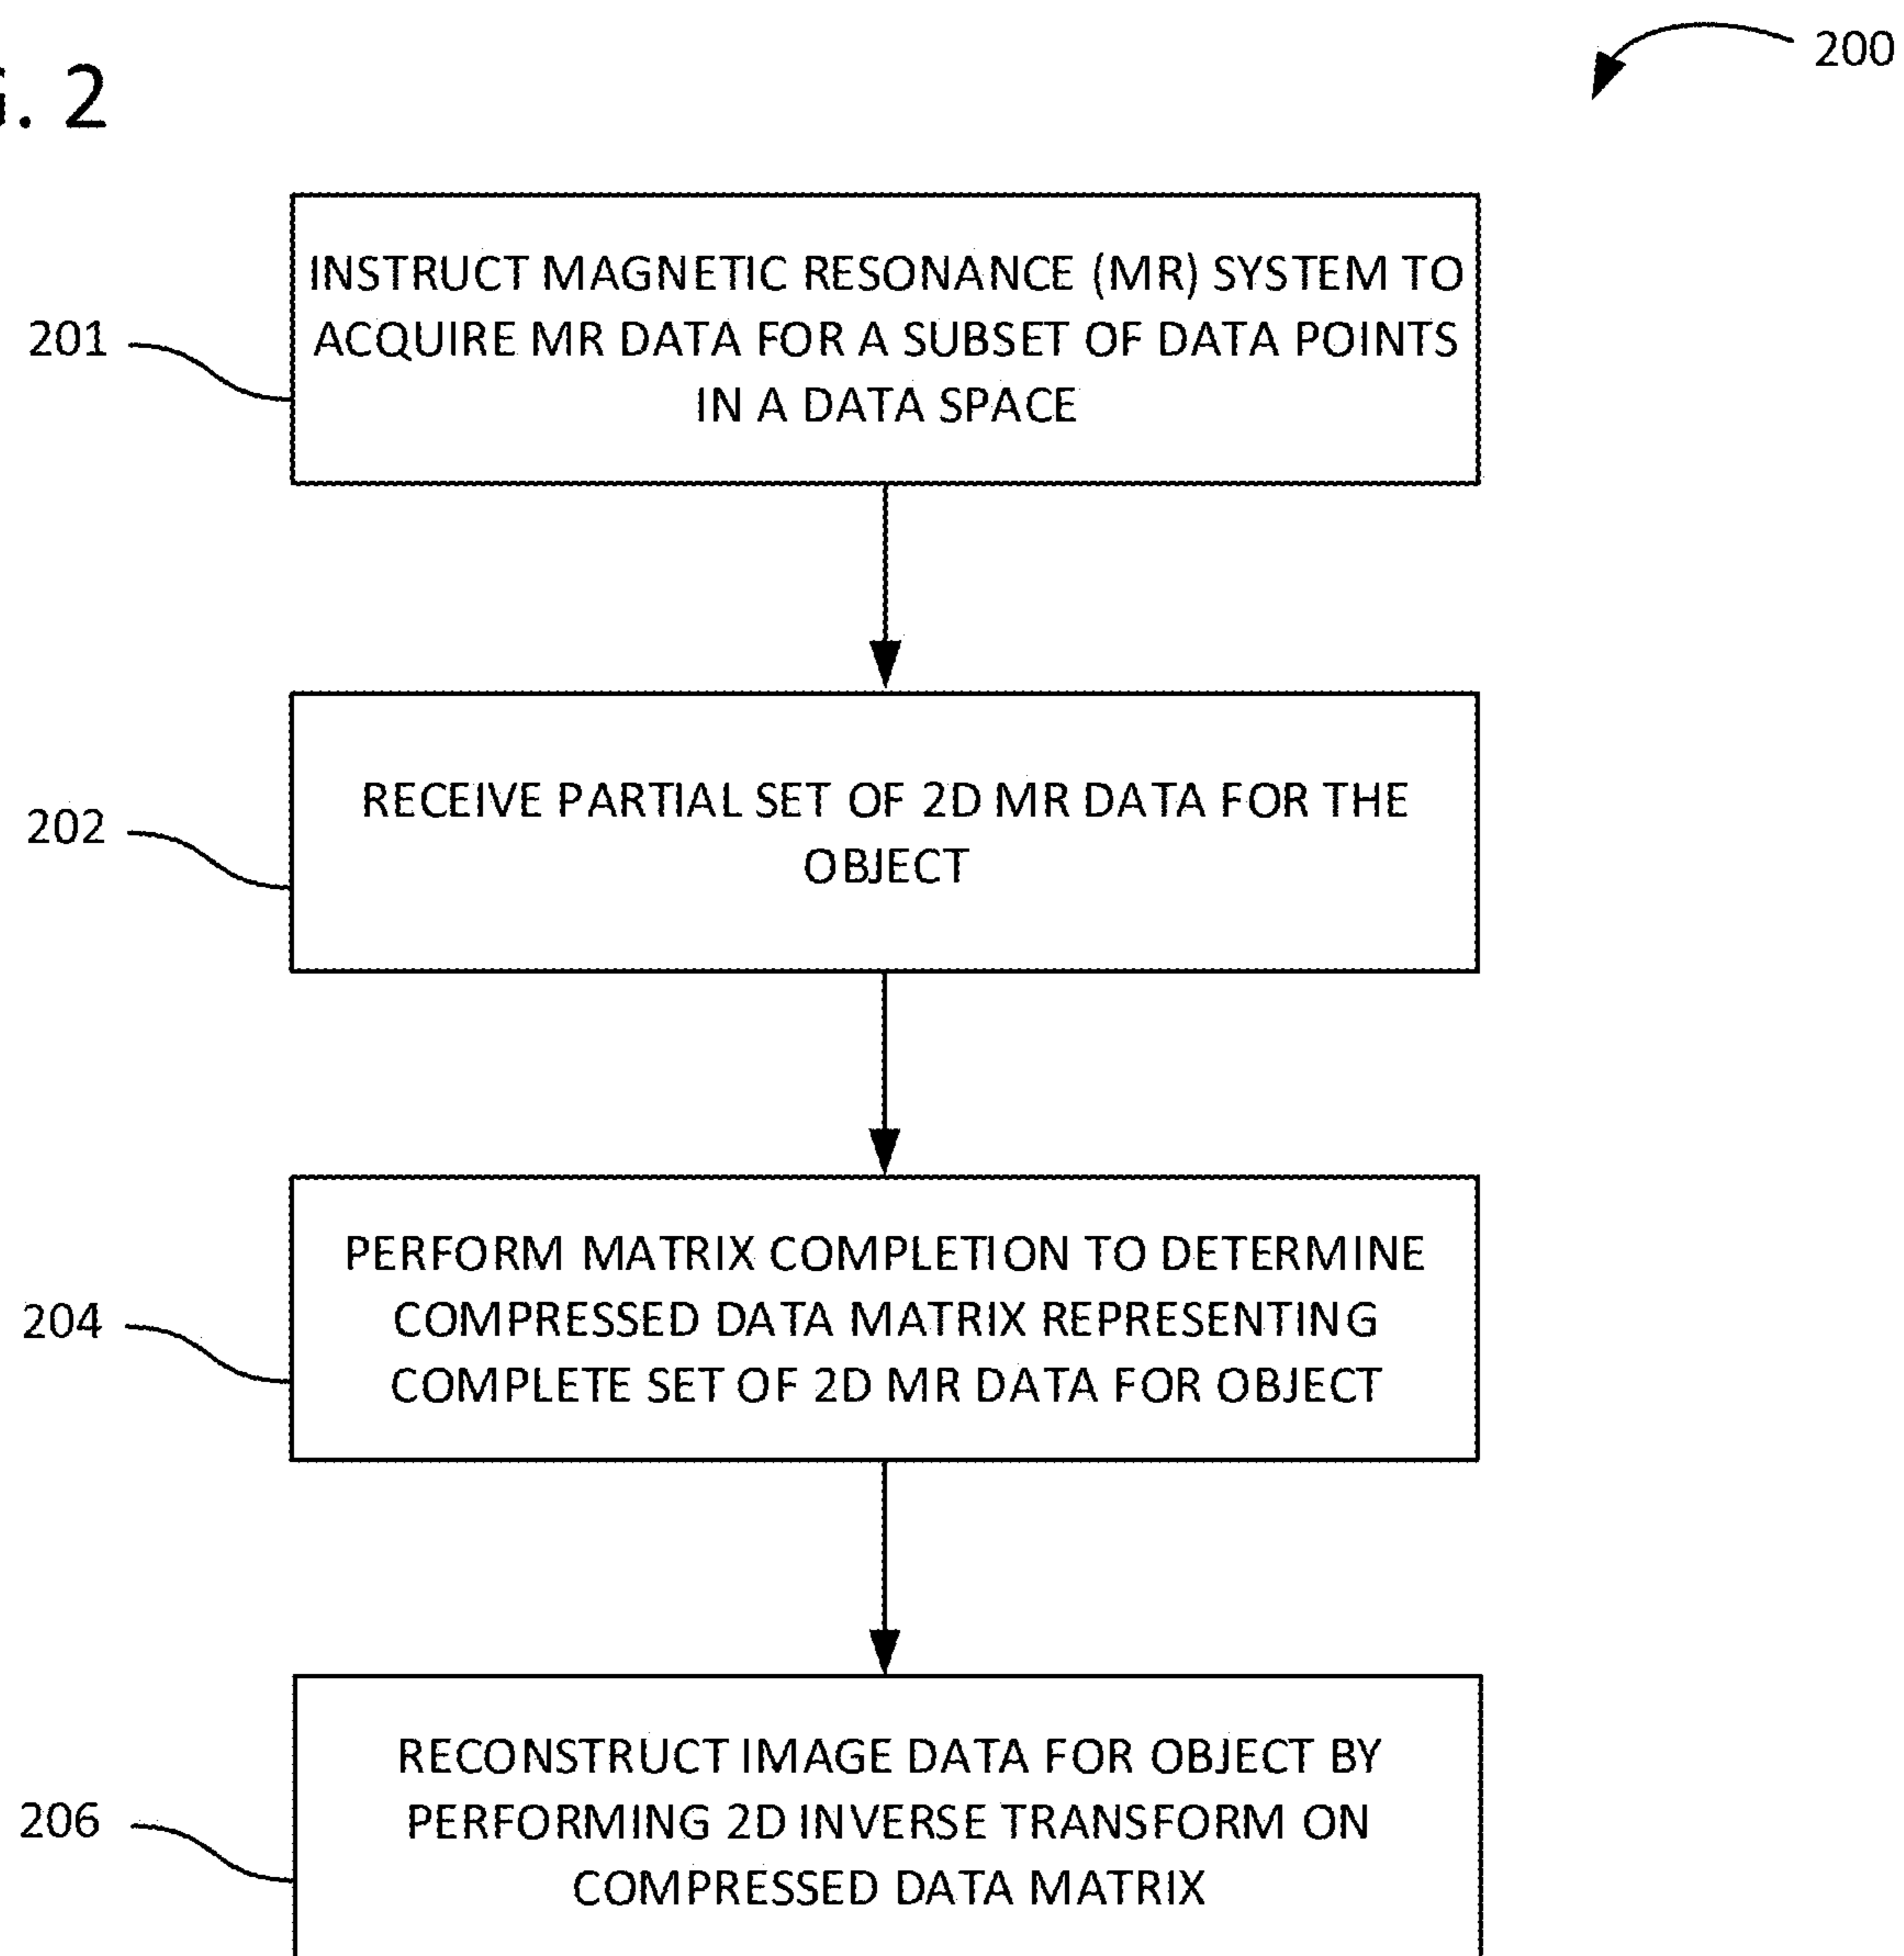 . 2
200
INSTRUCT MAGNETIC RESONANCE (MR) SYSTEM TO
ACQUIRE MR DATA FOR A SUBSET OF DATA POINTS
IN A DATA SPACE
201
RECEIVE PARTIAL SET OF 2D MR DATA FOR THE
OBJECT
202
PERFORM MATRIX COMPLETION TO DETERMINE
COMPRESSED DATA MATRIX REPRESENTING
COMPLETE SET OF 2D MR DATA FOR OBJECT
204
RECONSTRUCT IMAGE DATA FOR OBJECT BY
PERFORMING 2D INVERSE TRANSFORM ON
COMPRESSED DATA MATRIX
206